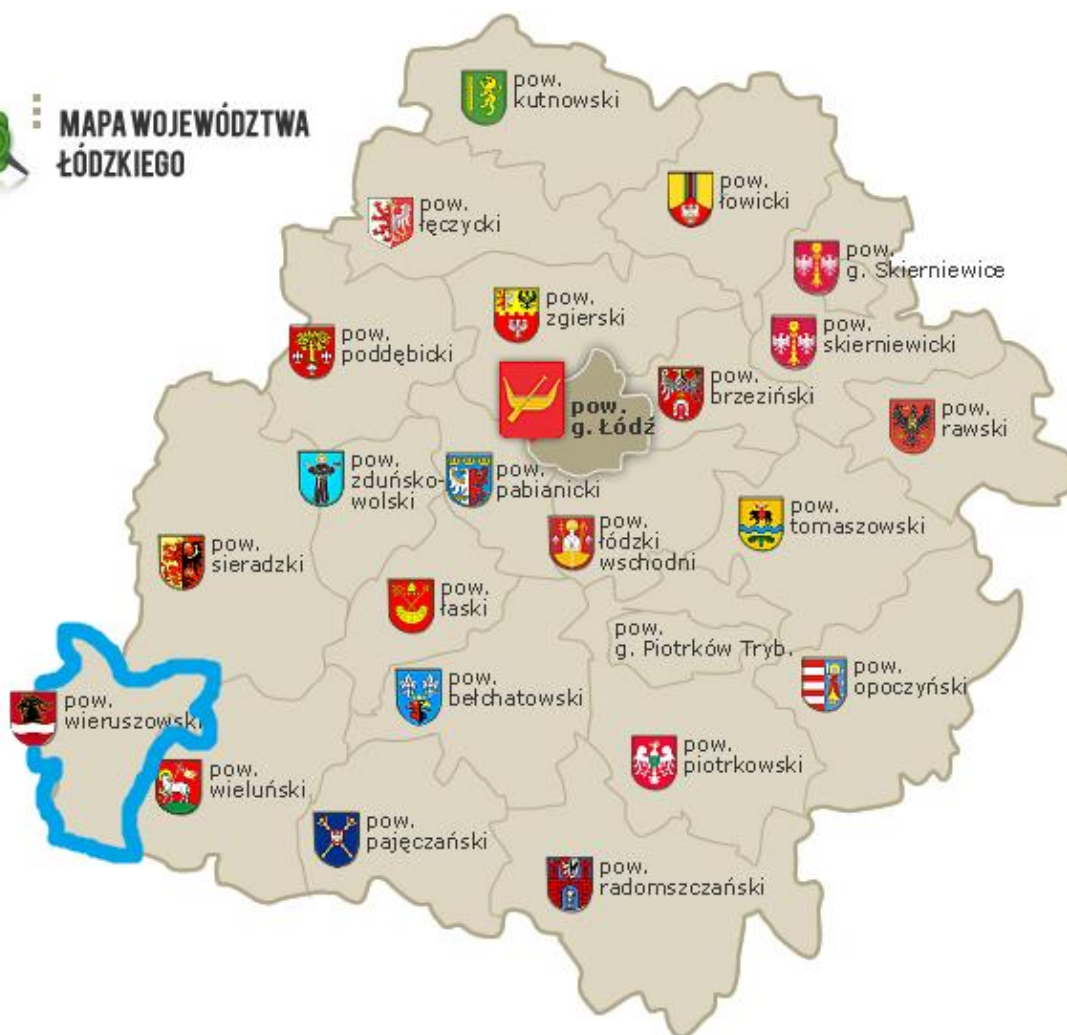 MAPA WOJEWÓDZTWA
ŁÓDZKIEGO
pow.
kutnowski
pow.
łęczycki
pow.
łowicki
pow.
g. Skierniewice
pow.
zgierski
pow.
skierniewicki
pow.
poddębicki
pow.
brzeziński
pow.
g. Łódź
pow.
rawski
pow.
zduńsko-
wolski
pow.
pabianicki
pow.
tomaszowski
pow.
łódzki
wschodni
pow.
sieradzki
pow.
łaski
pow.
g. Piotrków Tryb.
pow.
opoczyński
pow.
bełchatowski
pow.
wieruszowski
pow.
piotrkowski
pow.
wieluński
pow.
pajęczański
pow.
radomszczański